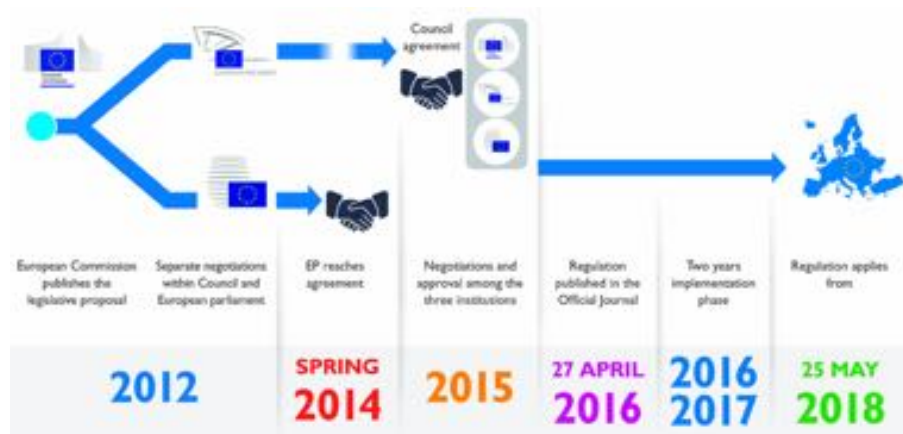 Council
agreement
European Commission
publishes the
legislative proposal
Separate negotiations
within Council and
European parliament
EP reaches
agreement
Negotiations and
approval among the
three institutions
Regulation
published in the
Official Journal
Two years
implementation
phase
Regulation applies
from
2012
SPRING
2014
2015
27 APRIL
2016
2016
2017
25 MAY
2018